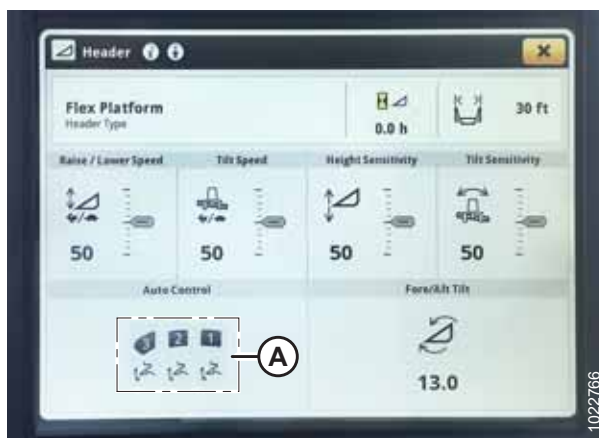 Header
Flex Platform
Header Type
0.0 h
30 ft
Raise / Lower Speed
Tilt Speed
Height Sensitivity
Tilt Sensitivity
50
50
50
50
Auto Control
Fore/Aft Tilt
3 2 1
A
13.0
1022766